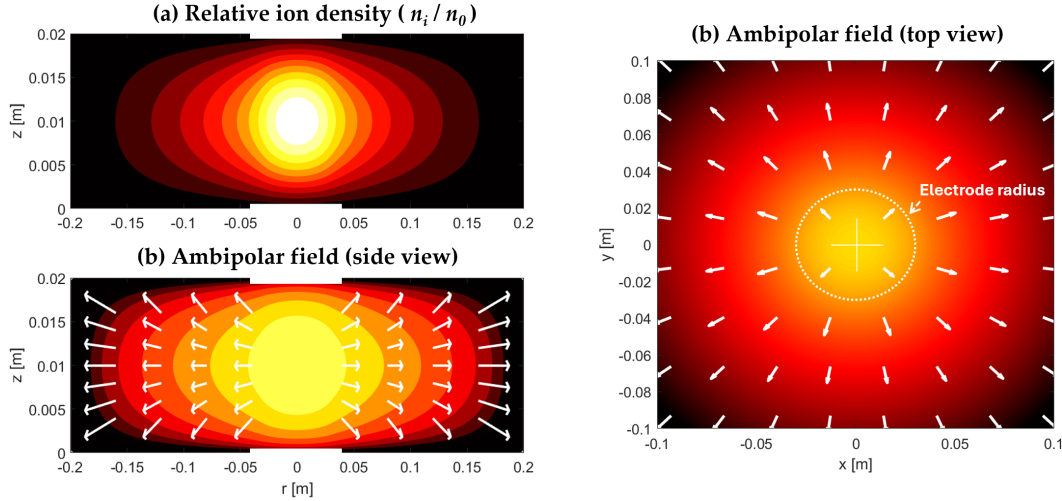 (a) Relative ion density ( n_i / n_0 )
0.02
0.015
0.01
0.005
0
z [m]
-0.2 -0.15 -0.1 -0.05 0 0.05 0.1 0.15 0.2
(b) Ambipolar field (side view)
0.02
0.015
0.01
0.005
0
z [m]
-0.2 -0.15 -0.1 -0.05 0 0.05 0.1 0.15 0.2
r [m]
(b) Ambipolar field (top view)
0.1
0.08
0.06
0.04
0.02
0
-0.02
-0.04
-0.06
-0.08
-0.1
y [m]
Electrode radius
-0.1 -0.05 0 0.05 0.1
x [m]